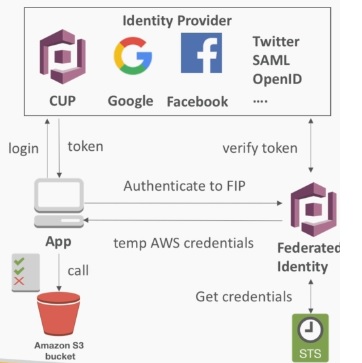 Identity Provider
Twitter
SAML
OpenID
....
CUP
Google
Facebook
login
token
verify token
Authenticate to FIP
App
temp AWS credentials
Federated
Identity
call
Get credentials
Amazon S3
bucket
STS